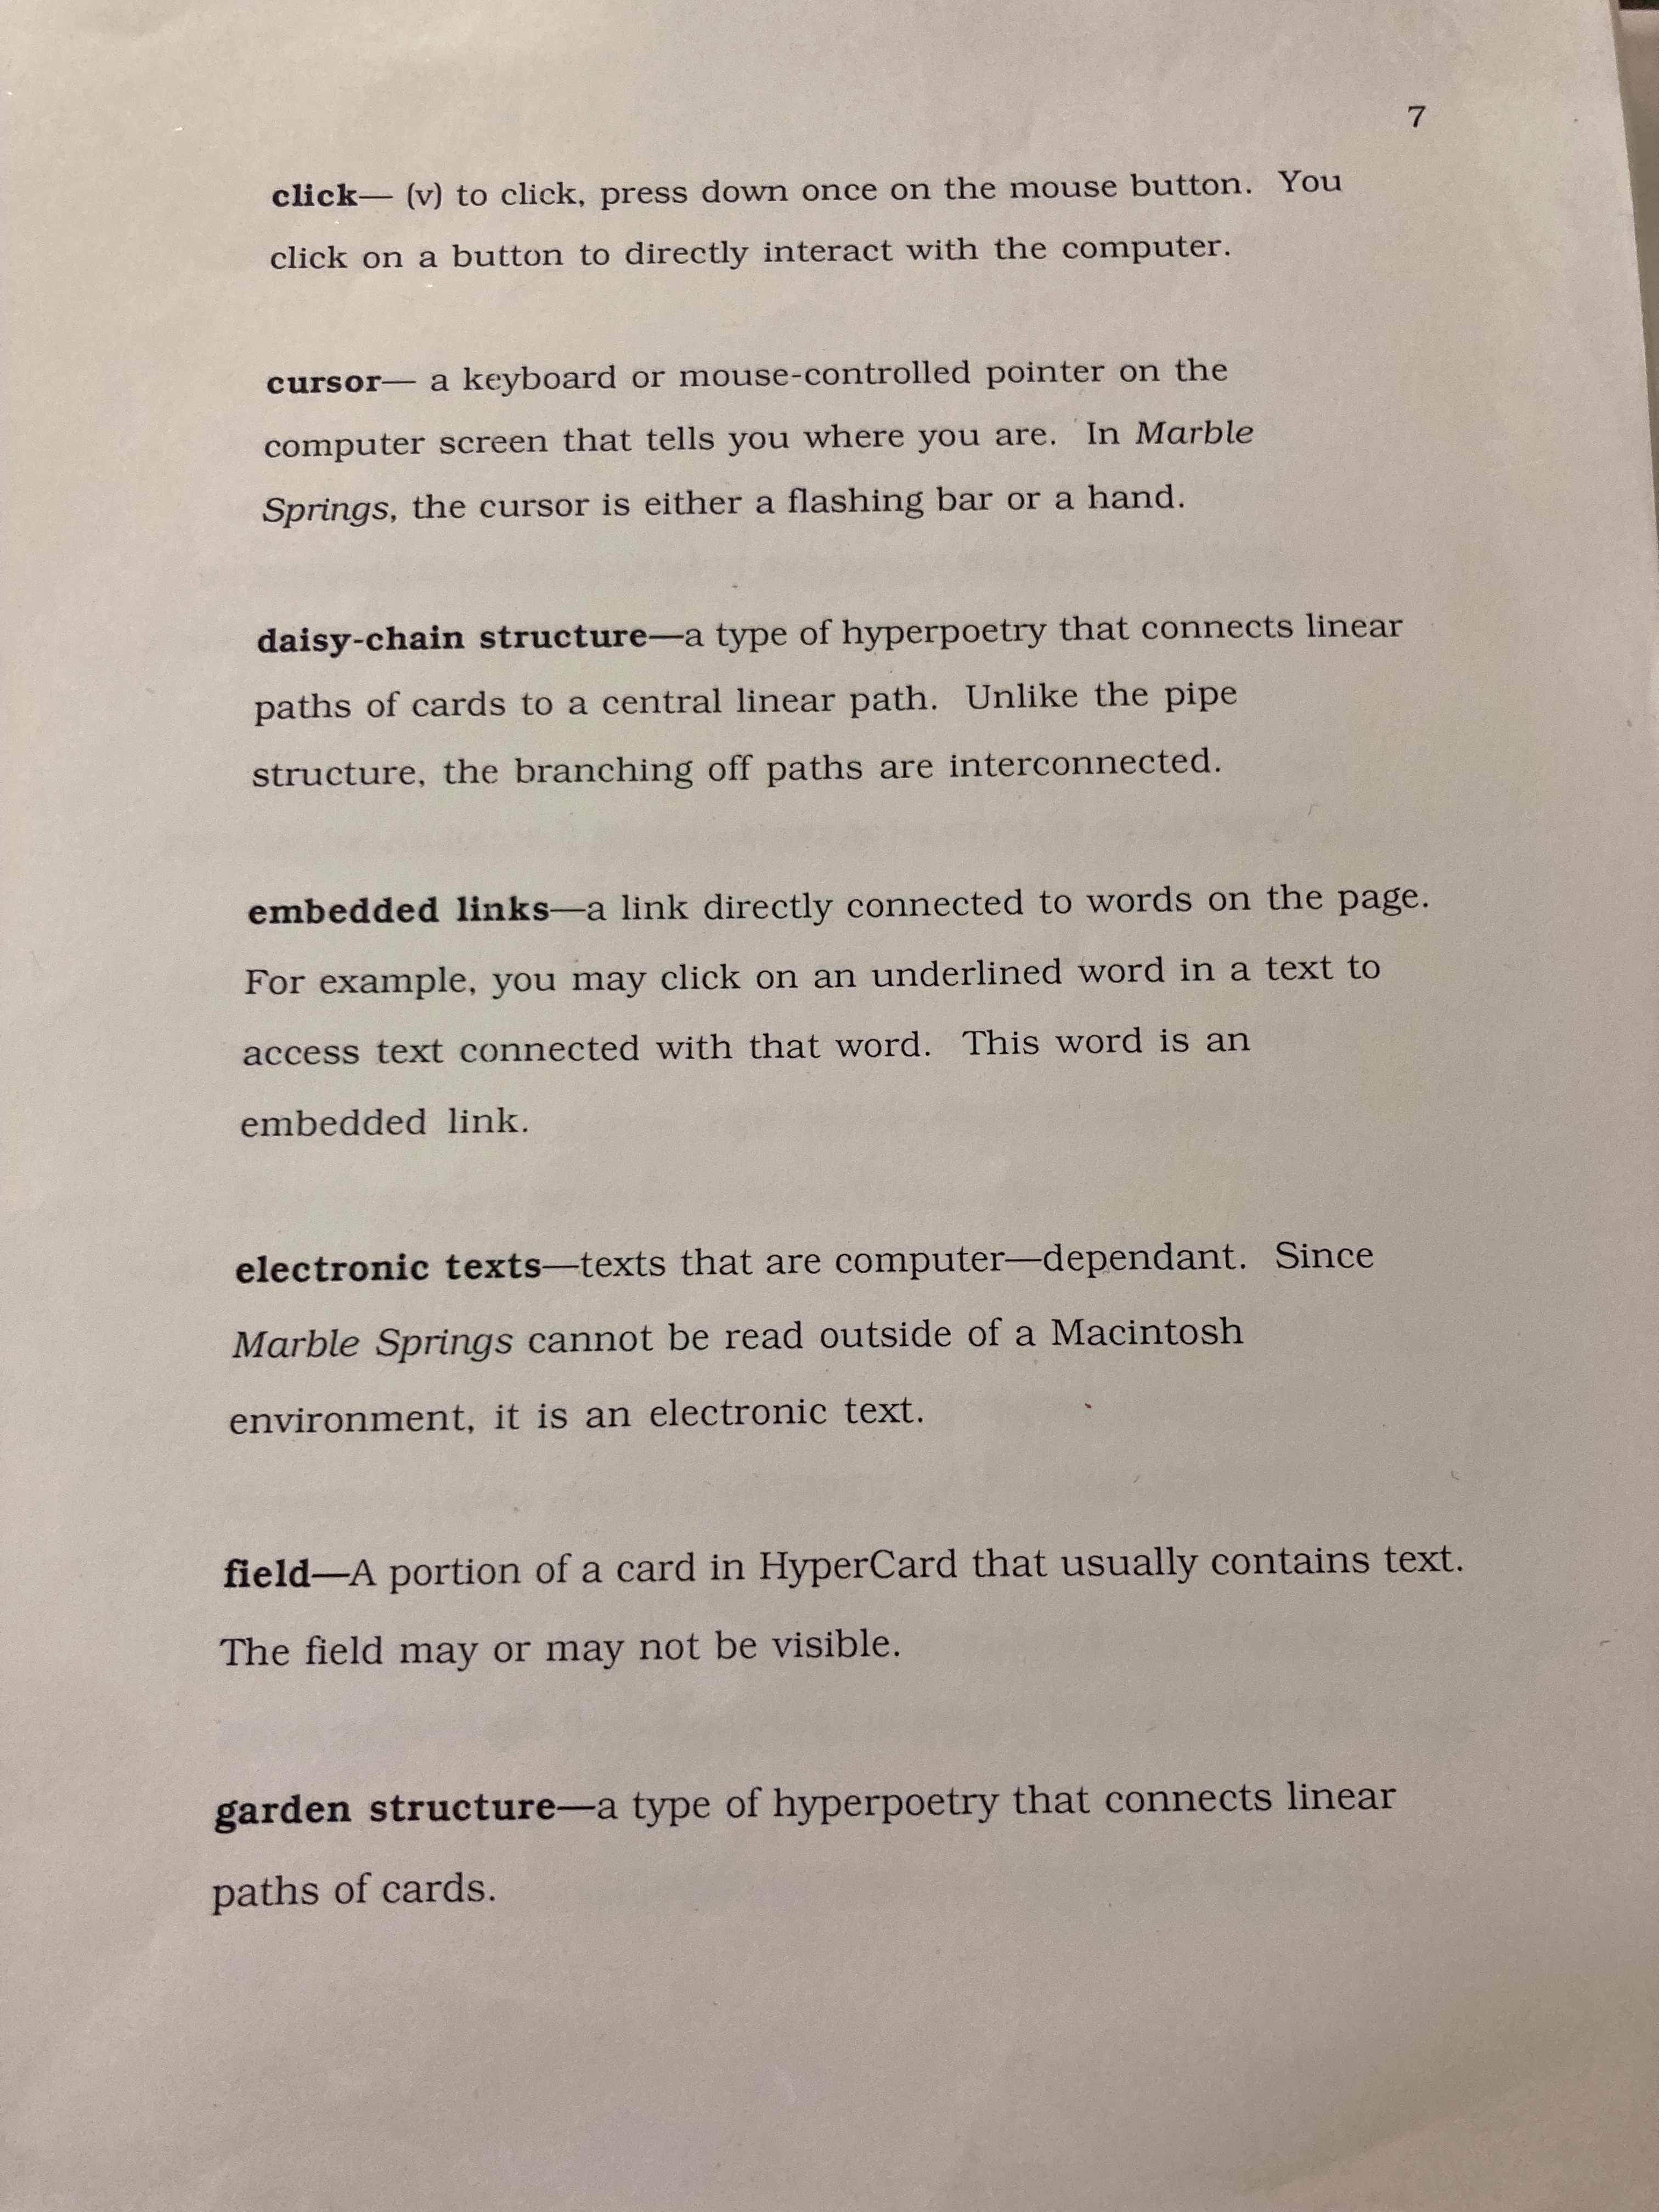 7
click— (v) to click, press down once on the mouse button. You
click on a button to directly interact with the computer.
cursor— a keyboard or mouse-controlled pointer on the
computer screen that tells you where you are. In Marble
Springs, the cursor is either a flashing bar or a hand.
daisy-chain structure—a type of hyperpoetry that connects linear
paths of cards to a central linear path. Unlike the pipe
structure, the branching off paths are interconnected.
embedded links—a link directly connected to words on the page.
For example, you may click on an underlined word in a text to
access text connected with that word. This word is an
embedded link.
electronic texts—texts that are computer—dependant. Since
Marble Springs cannot be read outside of a Macintosh
environment, it is an electronic text.
field—A portion of a card in HyperCard that usually contains text.
The field may or may not be visible.
garden structure—a type of hyperpoetry that connects linear
paths of cards.